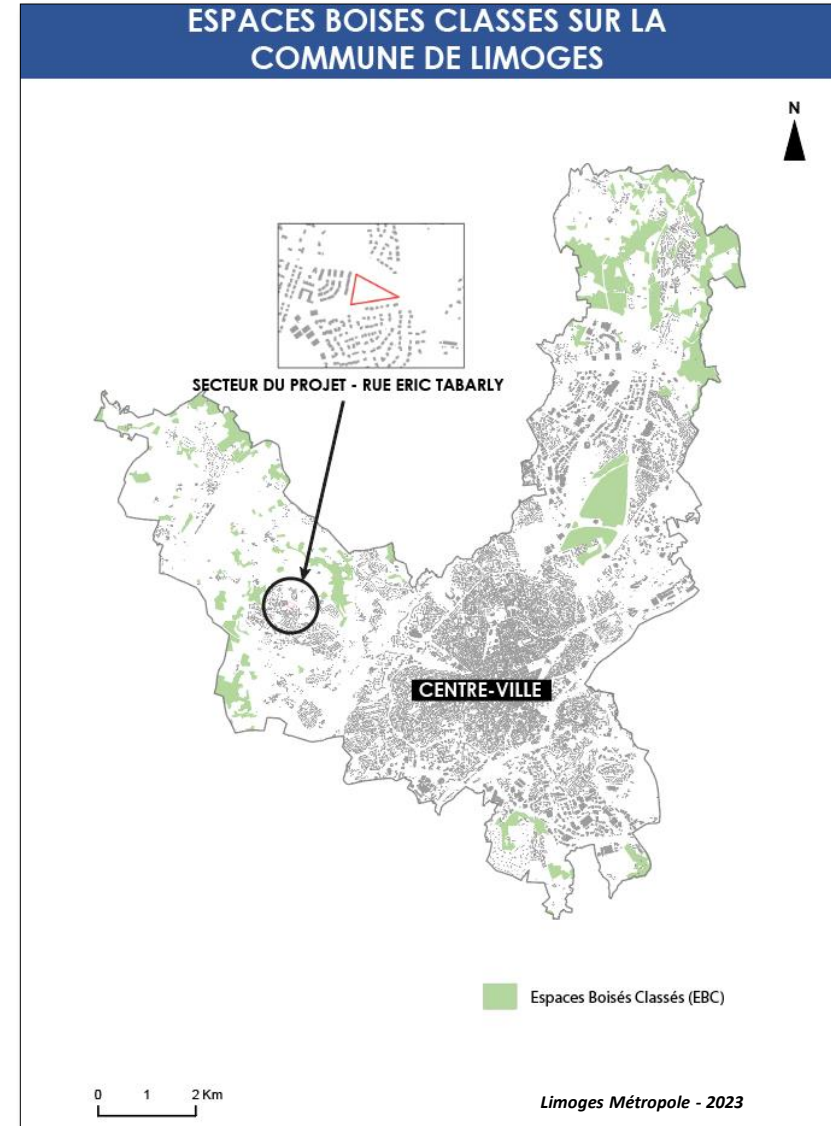 ESPACES BOISES CLASSES SUR LA
COMMUNE DE LIMOGES
N
SECTEUR DU PROJET - RUE ERIC TABARLY
CENTRE-VILLE
Espaces Boisés Classés (EBC)
0 1 2 Km
Limoges Métropole - 2023